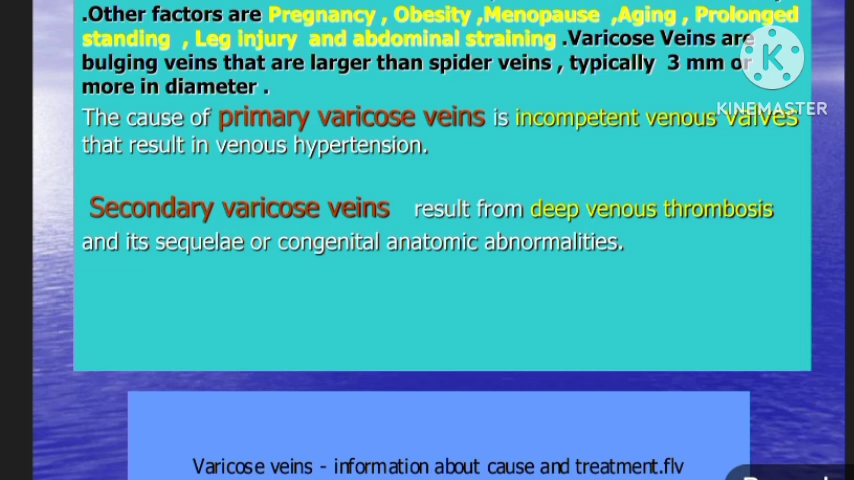 .Other factors are Pregnancy , Obesity ,Menopause ,Aging , Prolonged
standing , Leg injury and abdominal straining .Varicose Veins are
bulging veins that are larger than spider veins , typically 3 mm or
more in diameter .
K
KINEMASTER
The cause of primary varicose veins is incompetent venous valves
that result in venous hypertension.
Secondary varicose veins result from deep venous thrombosis
and its sequelae or congenital anatomic abnormalities.
Varicose veins - information about cause and treatment.flv